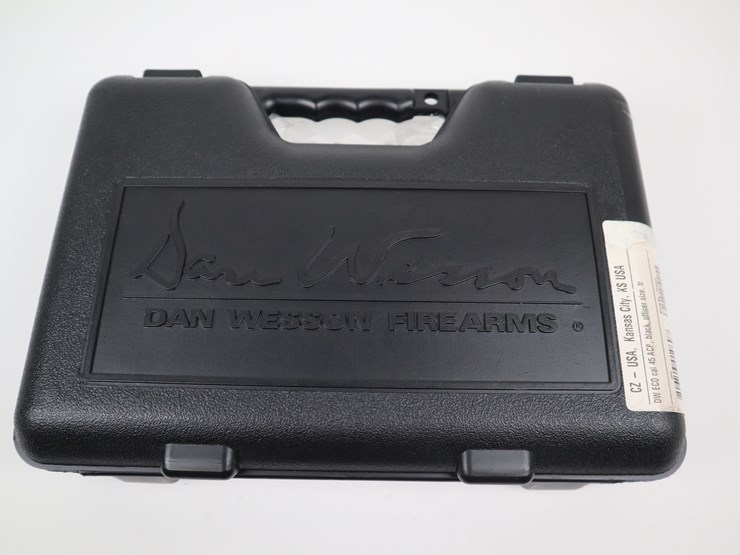 Dan Wesson
DAN WESSON FIREARMS ®
CZ - USA, Kansas City, KS USA
DW ECO cal 45 ACP, black, officer size,